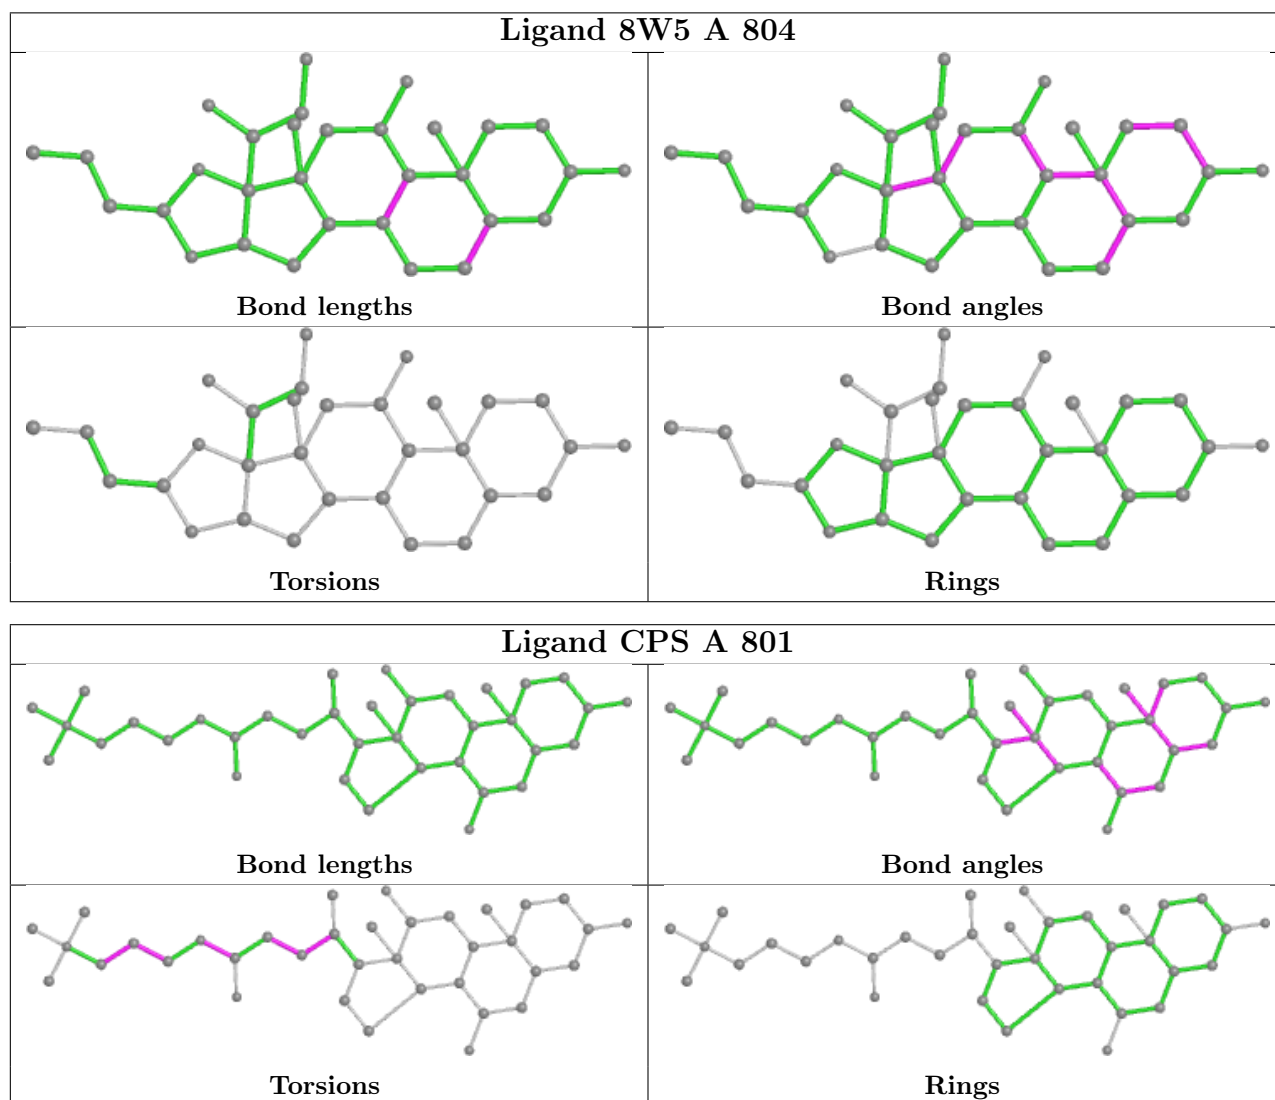 Ligand 8W5 A 804
Bond lengths
Bond angles
Torsions
Rings
Ligand CPS A 801
Bond lengths
Bond angles
Torsions
Rings